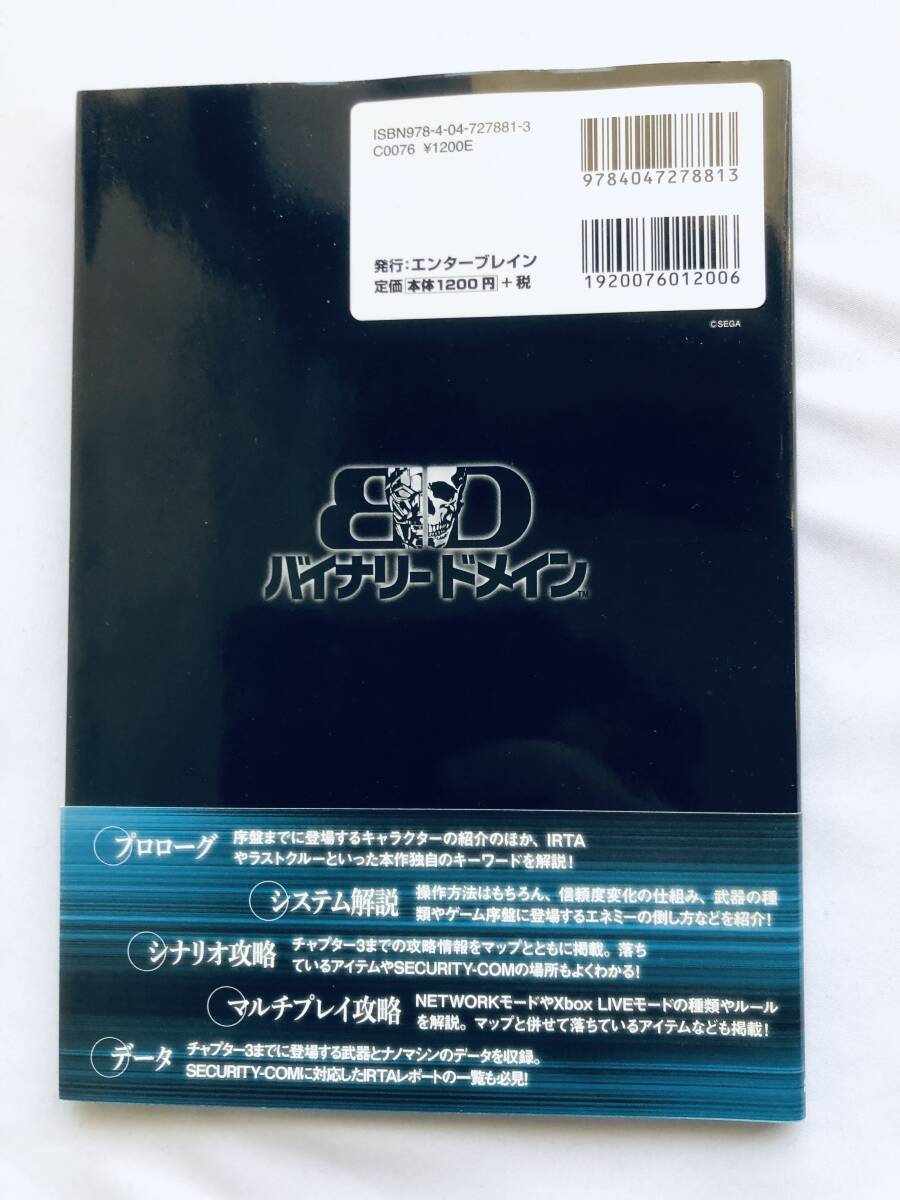 ISBN978-4-04-727881-3
C0076 ¥1200E
9784047278813
発行:エンターブレイン
定価 本体1200円+税
1920076012006
©SEGA
BD
バイナリー ドメイン™
プロローグ
序盤までに登場するキャラクターの紹介のほか、IRTA
やラストクルーといった本作独自のキーワードを解説!
システム解説
操作方法はもちろん、信頼度変化の仕組み、武器の種
類やゲーム序盤に登場するエネミーの倒し方などを紹介!
シナリオ攻略
チャプター3までの攻略情報をマップとともに掲載。落ち
ているアイテムやSECURITY-COMの場所もよくわかる!
マルチプレイ攻略
NETWORKモードやXbox LIVEモードの種類やルール
を解説。マップと併せて落ちているアイテムなども掲載!
データ
チャプター3までに登場する武器とナノマシンのデータを収録。
SECURITY-COMに対応したIRTAレポートの一覧も必見!